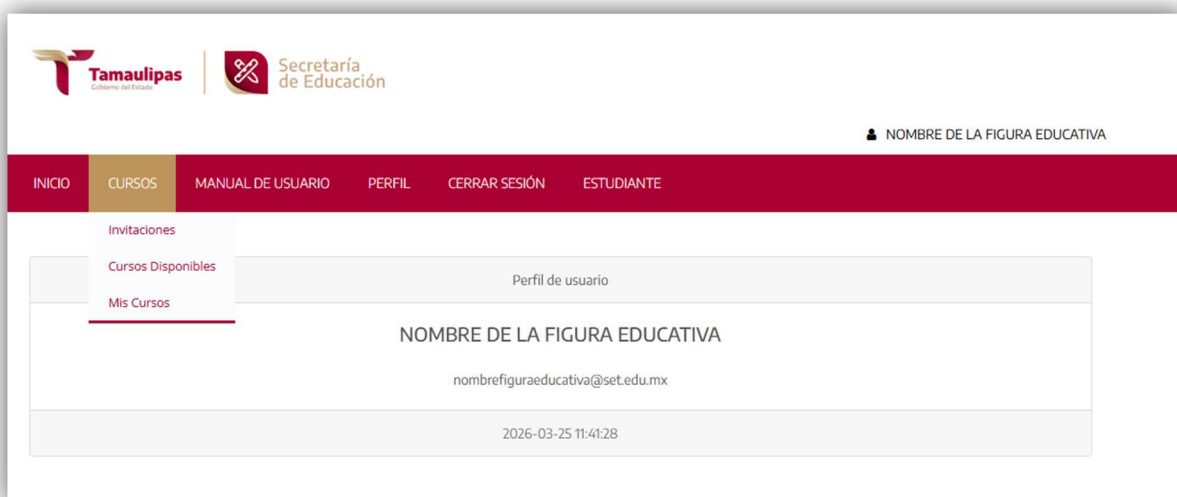 Tamaulipas
Gobierno del Estado
Secretaría
de Educación
NOMBRE DE LA FIGURA EDUCATIVA
INICIO CURSOS MANUAL DE USUARIO PERFIL CERRAR SESIÓN ESTUDIANTE
Invitaciones
Cursos Disponibles
Mis Cursos
Perfil de usuario
NOMBRE DE LA FIGURA EDUCATIVA
nombrefiguraeducativa@set.edu.mx
2026-03-25 11:41:28